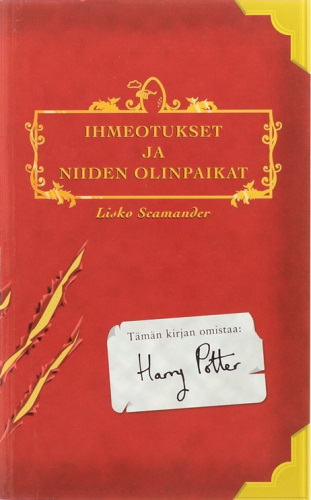 IHMEOTUKSET
JA
NIIDEN OLINPAIKAT
Lisko Scamander
Tämän kirjan omistaa:
Harry Potter